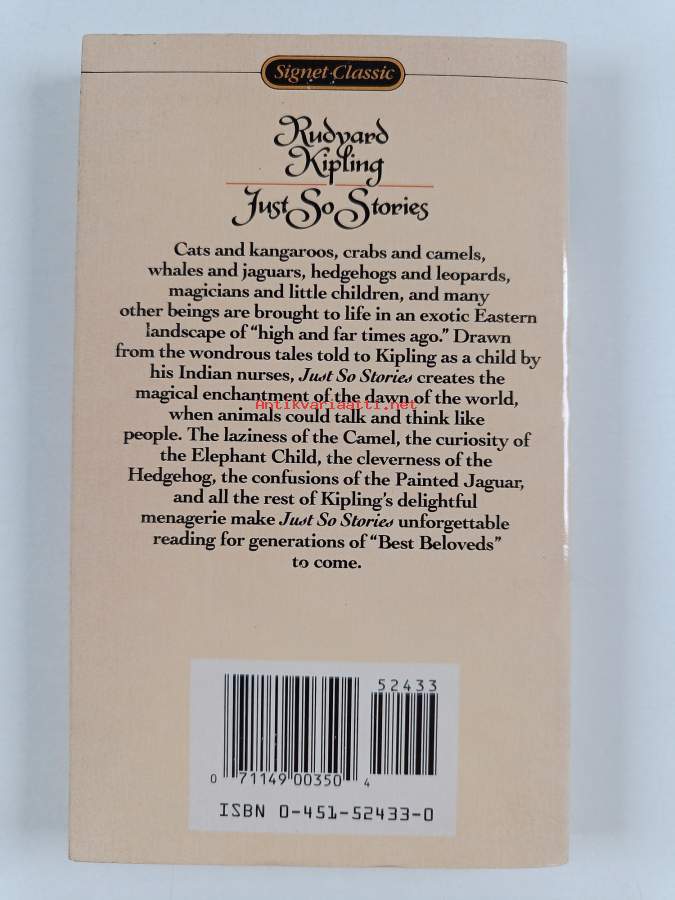 Signet Classic
Rudyard
Kipling
Just So Stories
Cats and kangaroos, crabs and camels,
whales and jaguars, hedgehogs and leopards,
magicians and little children, and many
other beings are brought to life in an exotic Eastern
landscape of “high and far times ago.” Drawn
from the wondrous tales told to Kipling as a child by
his Indian nurses, Just So Stories creates the
magical enchantment of the dawn of the world,
Antikvariaatti.net
when animals could talk and think like
people. The laziness of the Camel, the curiosity of
the Elephant Child, the cleverness of the
Hedgehog, the confusions of the Painted Jaguar,
and all the rest of Kipling’s delightful
menagerie make Just So Stories unforgettable
reading for generations of “Best Beloveds”
to come.
52433
0 71149 00350 4
ISBN 0-451-52433-0